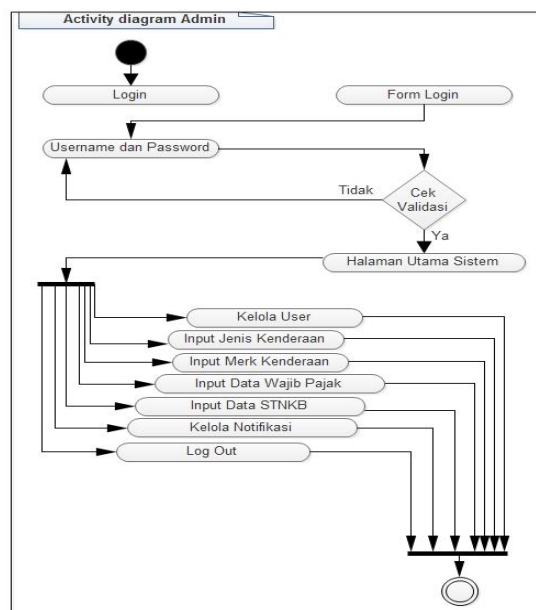 Activity diagram Admin
Login
Form Login
Username dan Password
Tidak
Cek
Validasi
Ya
Halaman Utama Sistem
Kelola User
Input Jenis Kenderaan
Input Merk Kenderaan
Input Data Wajib Pajak
Input Data STNKB
Kelola Notifikasi
Log Out